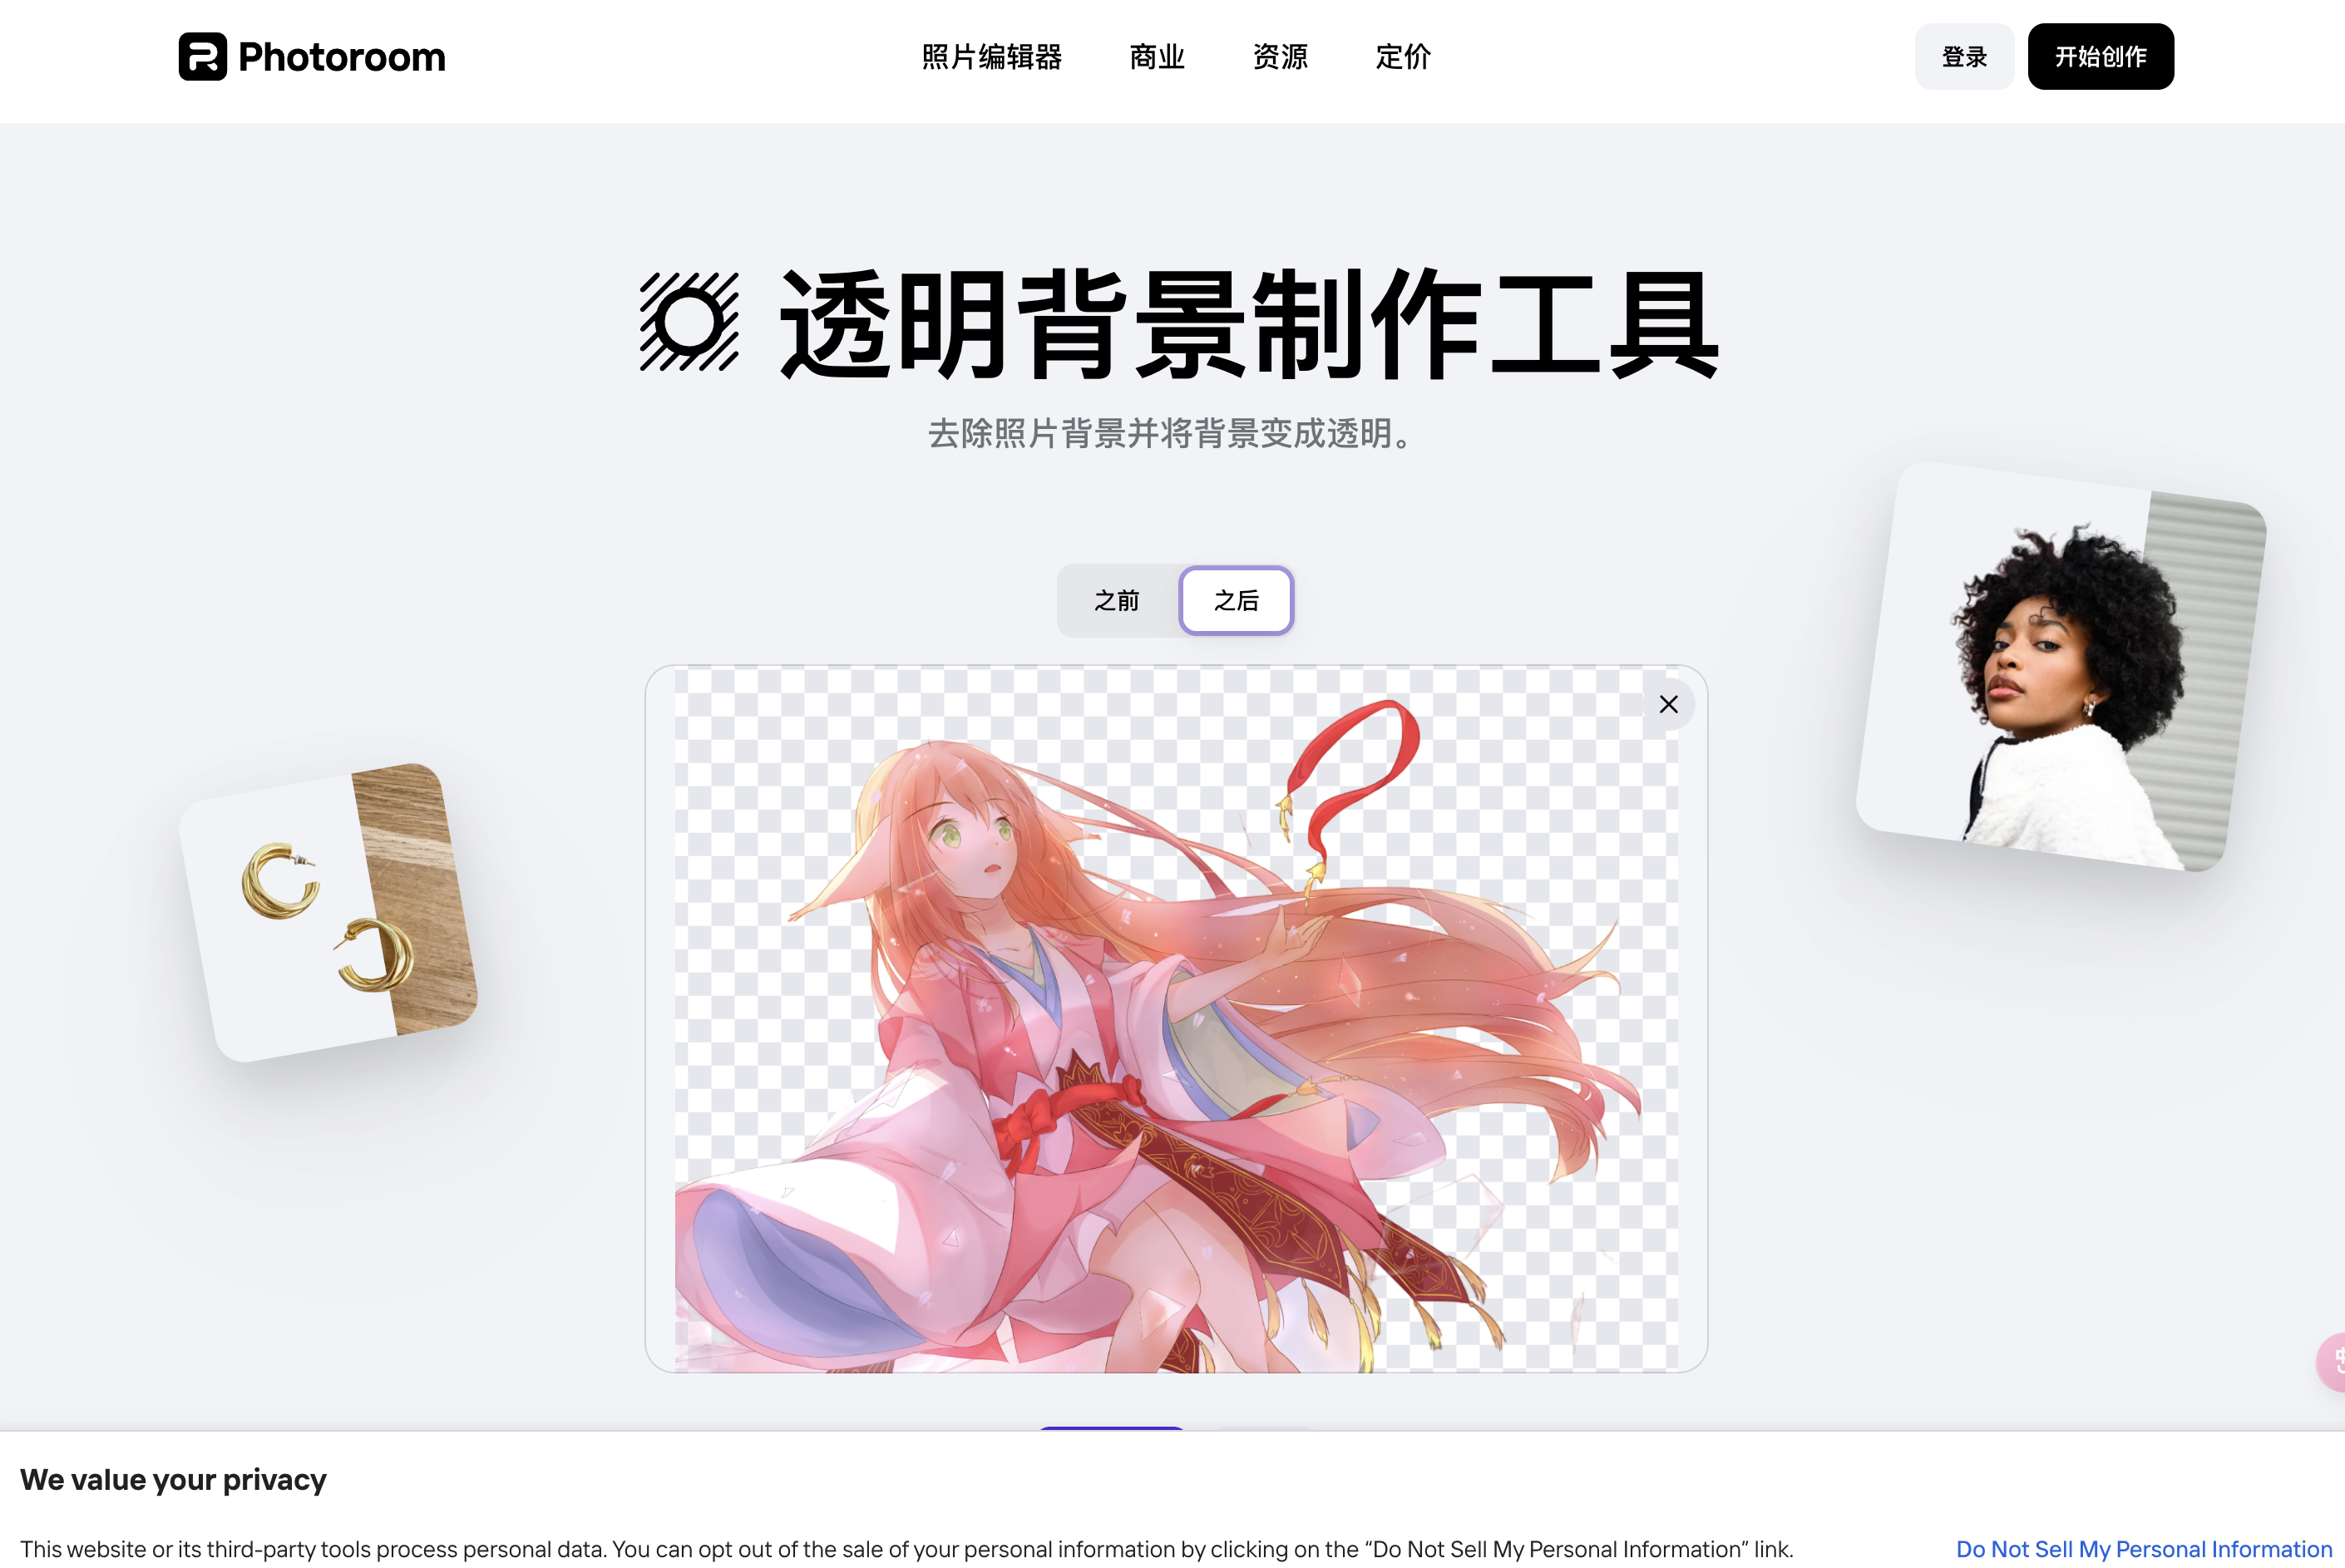 Photoroom
照片编辑器 商业 资源 定价
登录 开始创作
透明背景制作工具
去除照片背景并将背景变成透明。
之前 之后
We value your privacy
This website or its third-party tools process personal data. You can opt out of the sale of your personal information by clicking on the “Do Not Sell My Personal Information” link.
Do Not Sell My Personal Information